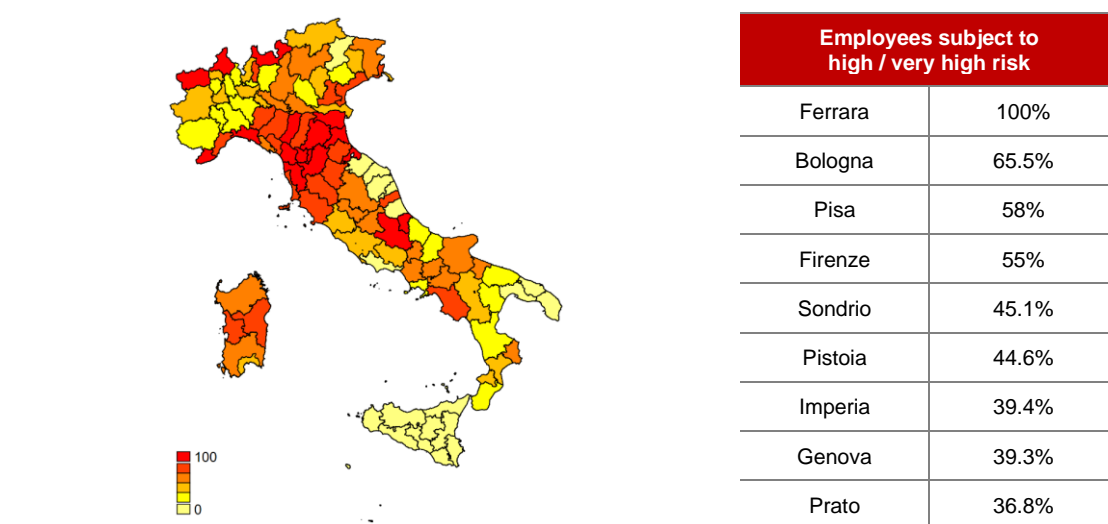 100
0
Employees subject to
high / very high risk
Ferrara 100%
Bologna 65.5%
Pisa 58%
Firenze 55%
Sondrio 45.1%
Pistoia 44.6%
Imperia 39.4%
Genova 39.3%
Prato 36.8%